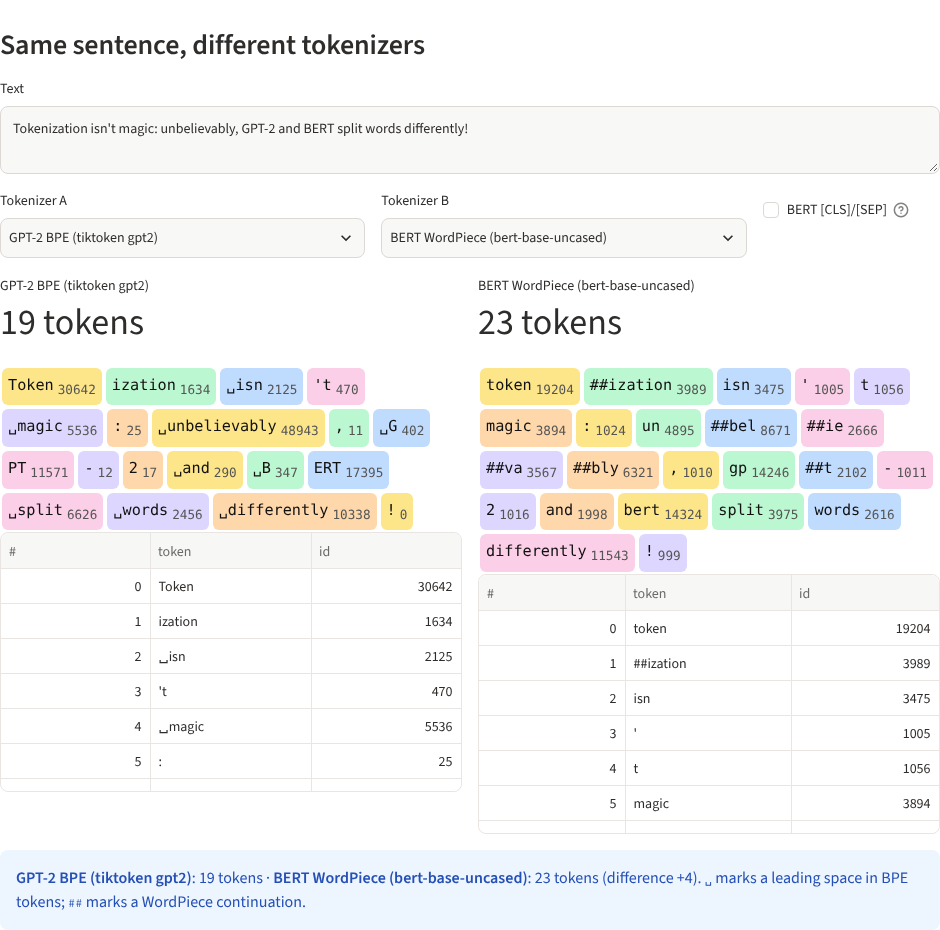 Same sentence, different tokenizers
Text
Tokenization isn't magic: unbelievably, GPT-2 and BERT split words differently!
Tokenizer A
GPT-2 BPE (tiktoken gpt2)
Tokenizer B
BERT WordPiece (bert-base-uncased)
BERT [CLS]/[SEP] ?
GPT-2 BPE (tiktoken gpt2)
19 tokens
Token 30642 ization 1634 ␣isn 2125 't 470
␣magic 5536 : 25 ␣unbelievably 48943 , 11 ␣G 402
PT 11571 - 12 2 17 ␣and 290 ␣B 347 ERT 17395
␣split 6626 ␣words 2456 ␣differently 10338 ! 0
# token id
0 Token 30642
1 ization 1634
2 ␣isn 2125
3 't 470
4 ␣magic 5536
5 : 25
BERT WordPiece (bert-base-uncased)
23 tokens
token 19204 ##ization 3989 isn 3475 ' 1005 t 1056
magic 3894 : 1024 un 4895 ##bel 8671 ##ie 2666
##va 3567 ##bly 6321 , 1010 gp 14246 ##t 2102 - 1011
2 1016 and 1998 bert 14324 split 3975 words 2616
differently 11543 ! 999
# token id
0 token 19204
1 ##ization 3989
2 isn 3475
3 ' 1005
4 t 1056
5 magic 3894
GPT-2 BPE (tiktoken gpt2): 19 tokens · BERT WordPiece (bert-base-uncased): 23 tokens (difference +4). ␣ marks a leading space in BPE
tokens; ## marks a WordPiece continuation.